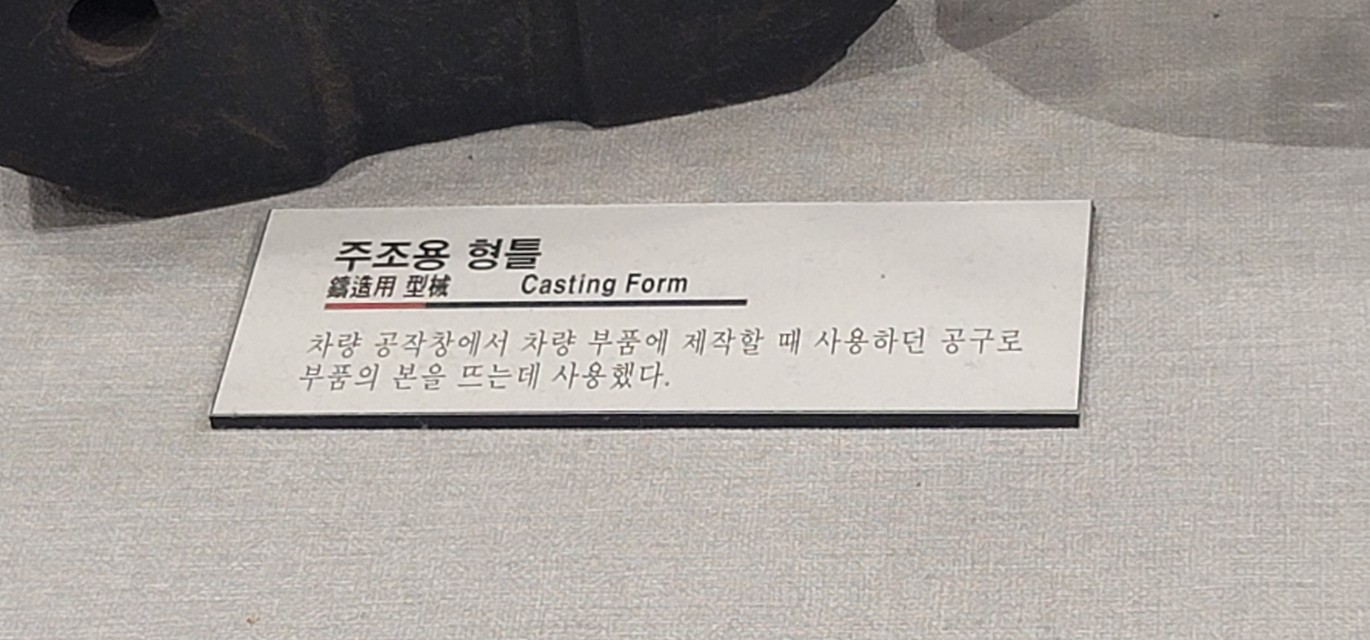 주조용 형틀
鑄造用 型械 Casting Form
차량 공작창에서 차량 부품에 제작할 때 사용하던 공구로
부품의 본을 뜨는데 사용했다.